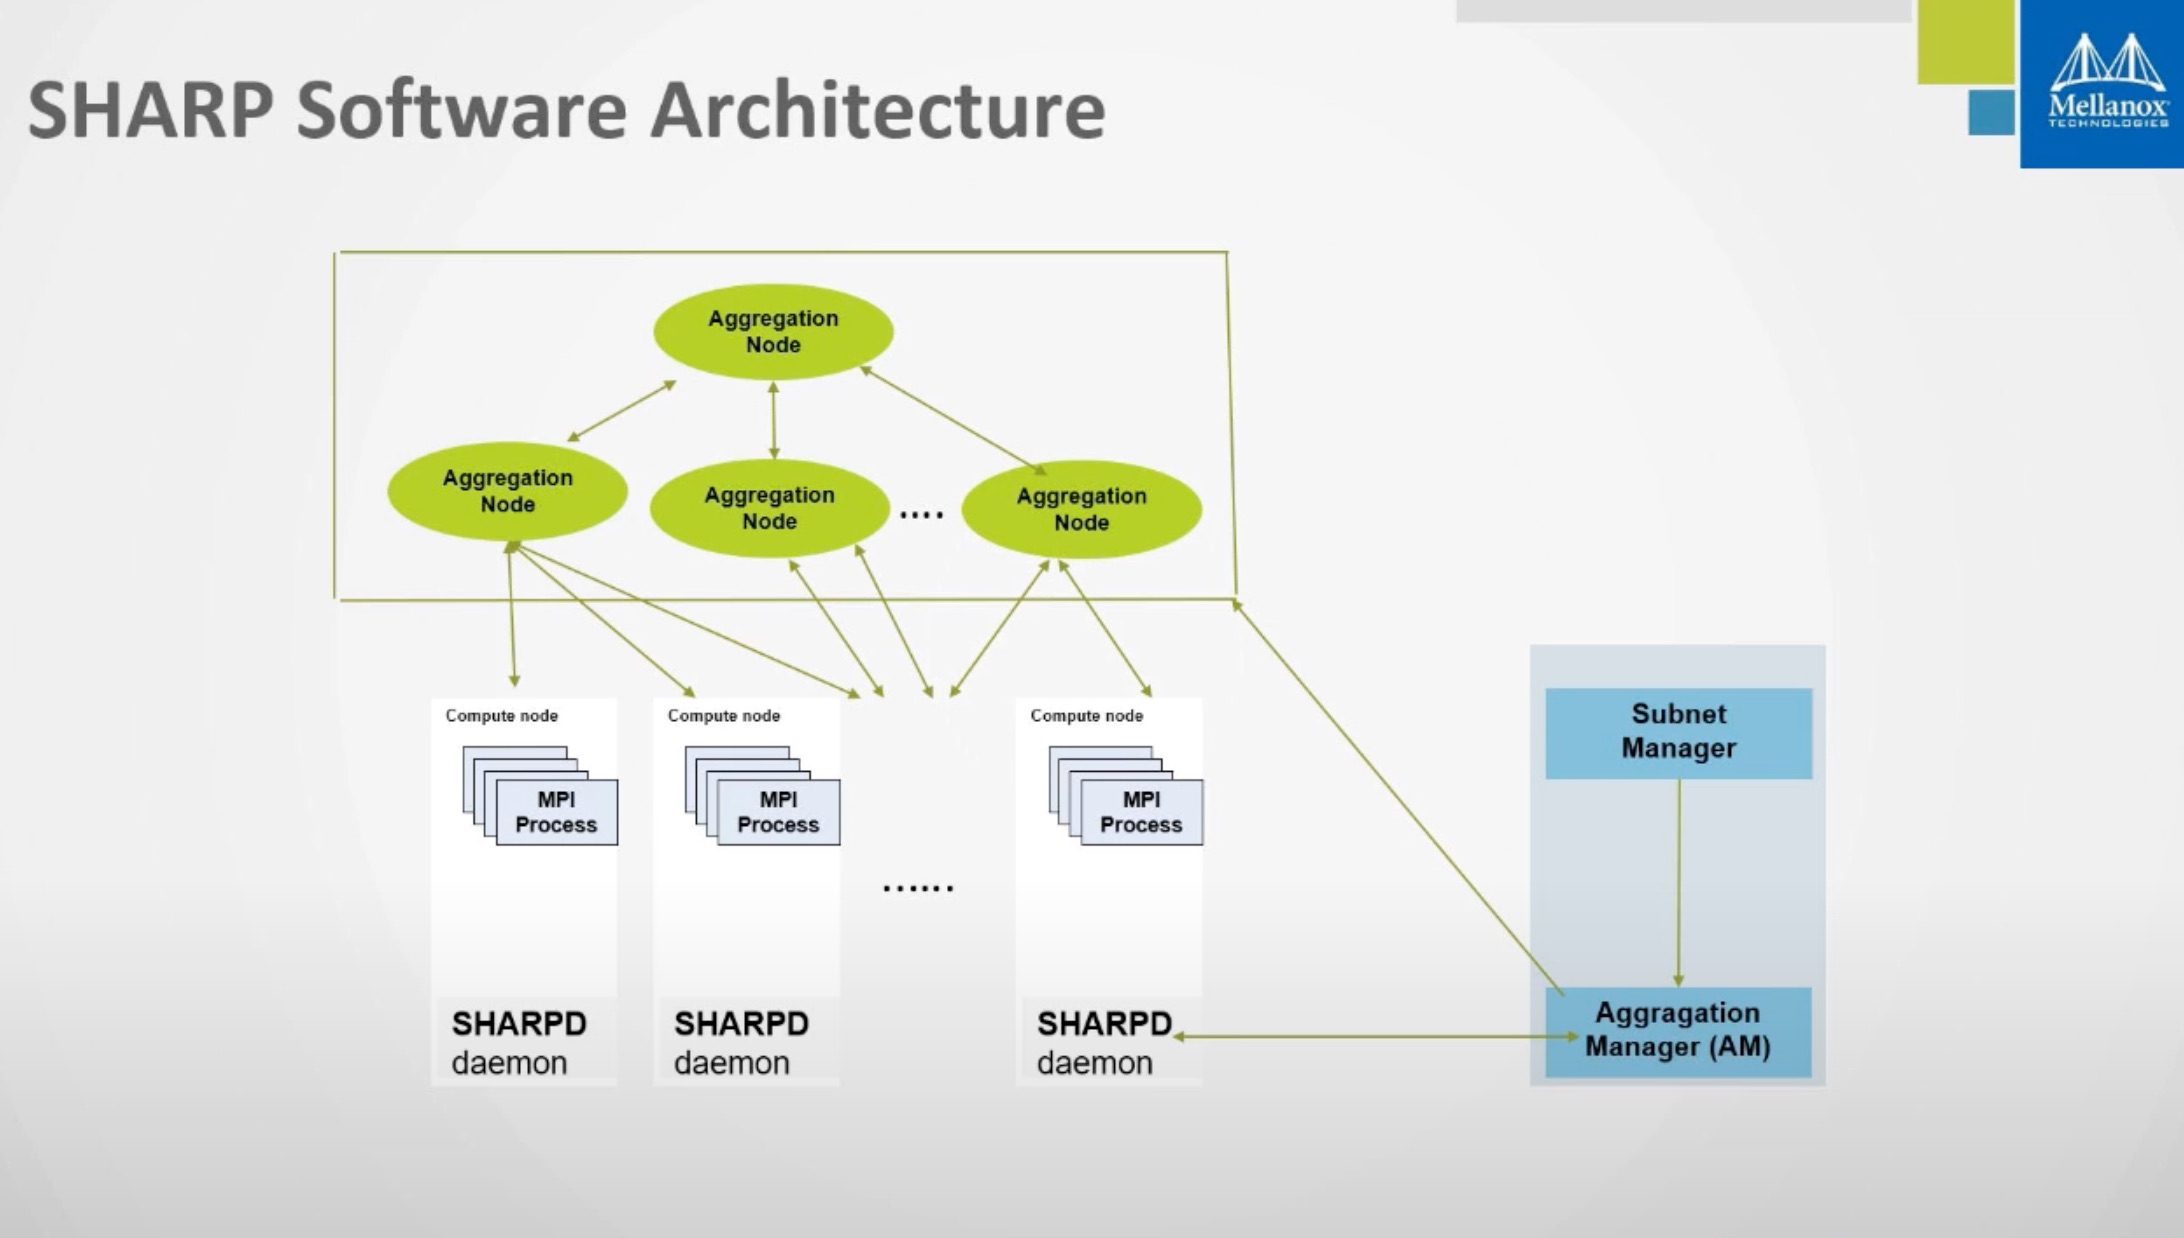 SHARP Software Architecture
Mellanox
TECHNOLOGIES
Aggregation
Node
Aggregation
Node
Aggregation
Node
....
Aggregation
Node
Compute node
MPI
Process
SHARPD
daemon
Compute node
MPI
Process
SHARPD
daemon
......
Compute node
MPI
Process
SHARPD
daemon
Subnet
Manager
Aggragation
Manager (AM)